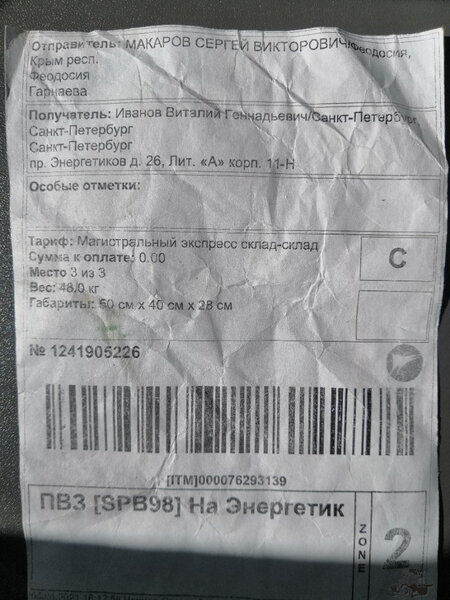 Отправитель: МАКАРОВ СЕРГЕЙ ВИКТОРОВИЧ/Феодосия,
Крым респ.
Феодосия
Гарнаева
Получатель: Иванов Виталий Геннадьевич/Санкт-Петербург
Санкт-Петербург
Санкт-Петербург
пр. Энергетиков д. 26, Лит. «А» корп. 11-Н
Особые отметки:
Тариф: Магистральный экспресс склад-склад
Сумма к оплате: 0.00
C
Место 3 из 3
Вес: 48.0 кг
Габариты: 60 см x 40 см x 28 см
№ 1241905226
[ITM]000076293139
ПВЗ [SPB98] На Энергетик
ZONE
2